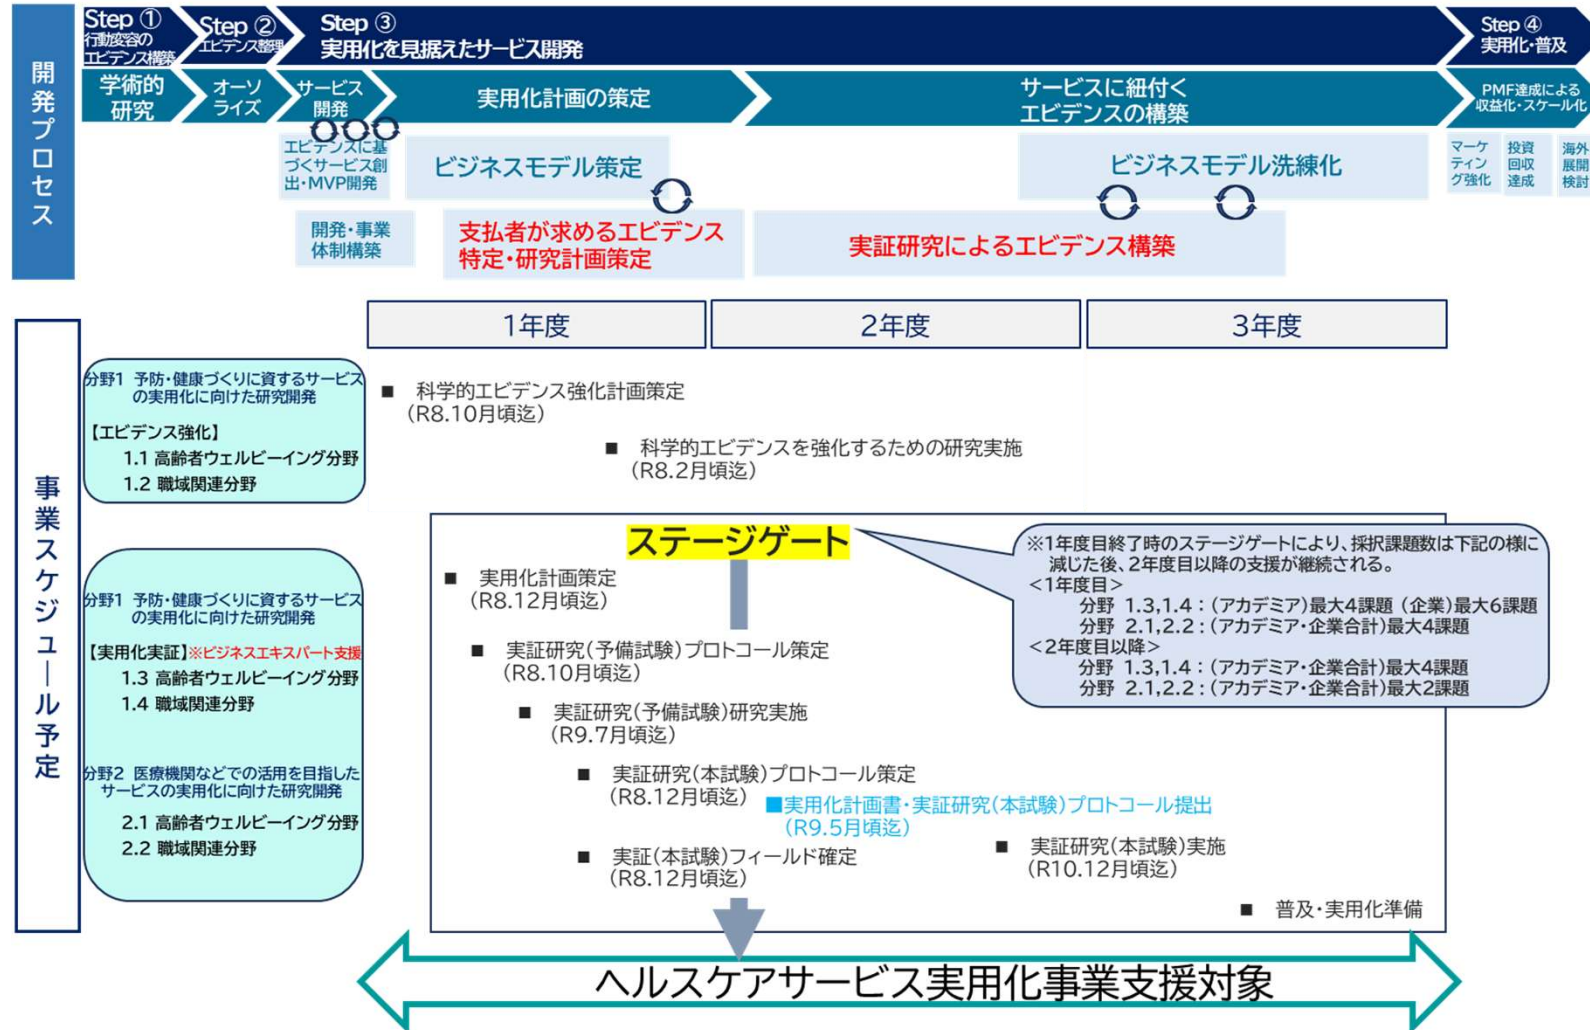 開発プロセス
Step ①
行動変容の
エビデンス構築
Step ②
エビデンス整理
Step ③
実用化を見据えたサービス開発
Step ④
実用化・普及
学術的
研究
オーソ
ライズ
サービス
開発
実用化計画の策定
サービスに紐付く
エビデンスの構築
PMF達成による
収益化・スケール化
エビデンスに基
づくサービス創
出・MVP開発
ビジネスモデル策定
ビジネスモデル洗練化
マーケ
ティン
グ強化
投資
回収
達成
海外
展開
検討
開発・事業
体制構築
支払者が求めるエビデンス
特定・研究計画策定
実証研究によるエビデンス構築
事業スケジュール予定
1年度
2年度
3年度
分野1 予防・健康づくりに資するサービス
の実用化に向けた研究開発
【エビデンス強化】
1.1 高齢者ウェルビーイング分野
1.2 職域関連分野
■ 科学的エビデンス強化計画策定
(R8.10月頃迄)
■ 科学的エビデンスを強化するための研究実施
(R8.2月頃迄)
分野1 予防・健康づくりに資するサービス
の実用化に向けた研究開発
【実用化実証】※ビジネスエキスパート支援
1.3 高齢者ウェルビーイング分野
1.4 職域関連分野
分野2 医療機関などでの活用を目指した
サービスの実用化に向けた研究開発
2.1 高齢者ウェルビーイング分野
2.2 職域関連分野
ステージゲート
※1年度目終了時のステージゲートにより、採択課題数は下記の様に
減じた後、2年度目以降の支援が継続される。
<1年度目>
分野 1.3,1.4 : (アカデミア)最大4課題 (企業)最大6課題
分野 2.1,2.2 : (アカデミア・企業合計)最大4課題
<2年度目以降>
分野 1.3,1.4 : (アカデミア・企業合計)最大4課題
分野 2.1,2.2 : (アカデミア・企業合計)最大2課題
■ 実用化計画策定
(R8.12月頃迄)
■ 実証研究(予備試験)プロトコール策定
(R8.10月頃迄)
■ 実証研究(予備試験)研究実施
(R9.7月頃迄)
■ 実証研究(本試験)プロトコール策定
(R8.12月頃迄)
■実用化計画書・実証研究(本試験)プロトコール提出
(R9.5月頃迄)
■ 実証(本試験)フィールド確定
(R8.12月頃迄)
■ 実証研究(本試験)実施
(R10.12月頃迄)
■ 普及・実用化準備
ヘルスケアサービス実用化事業支援対象